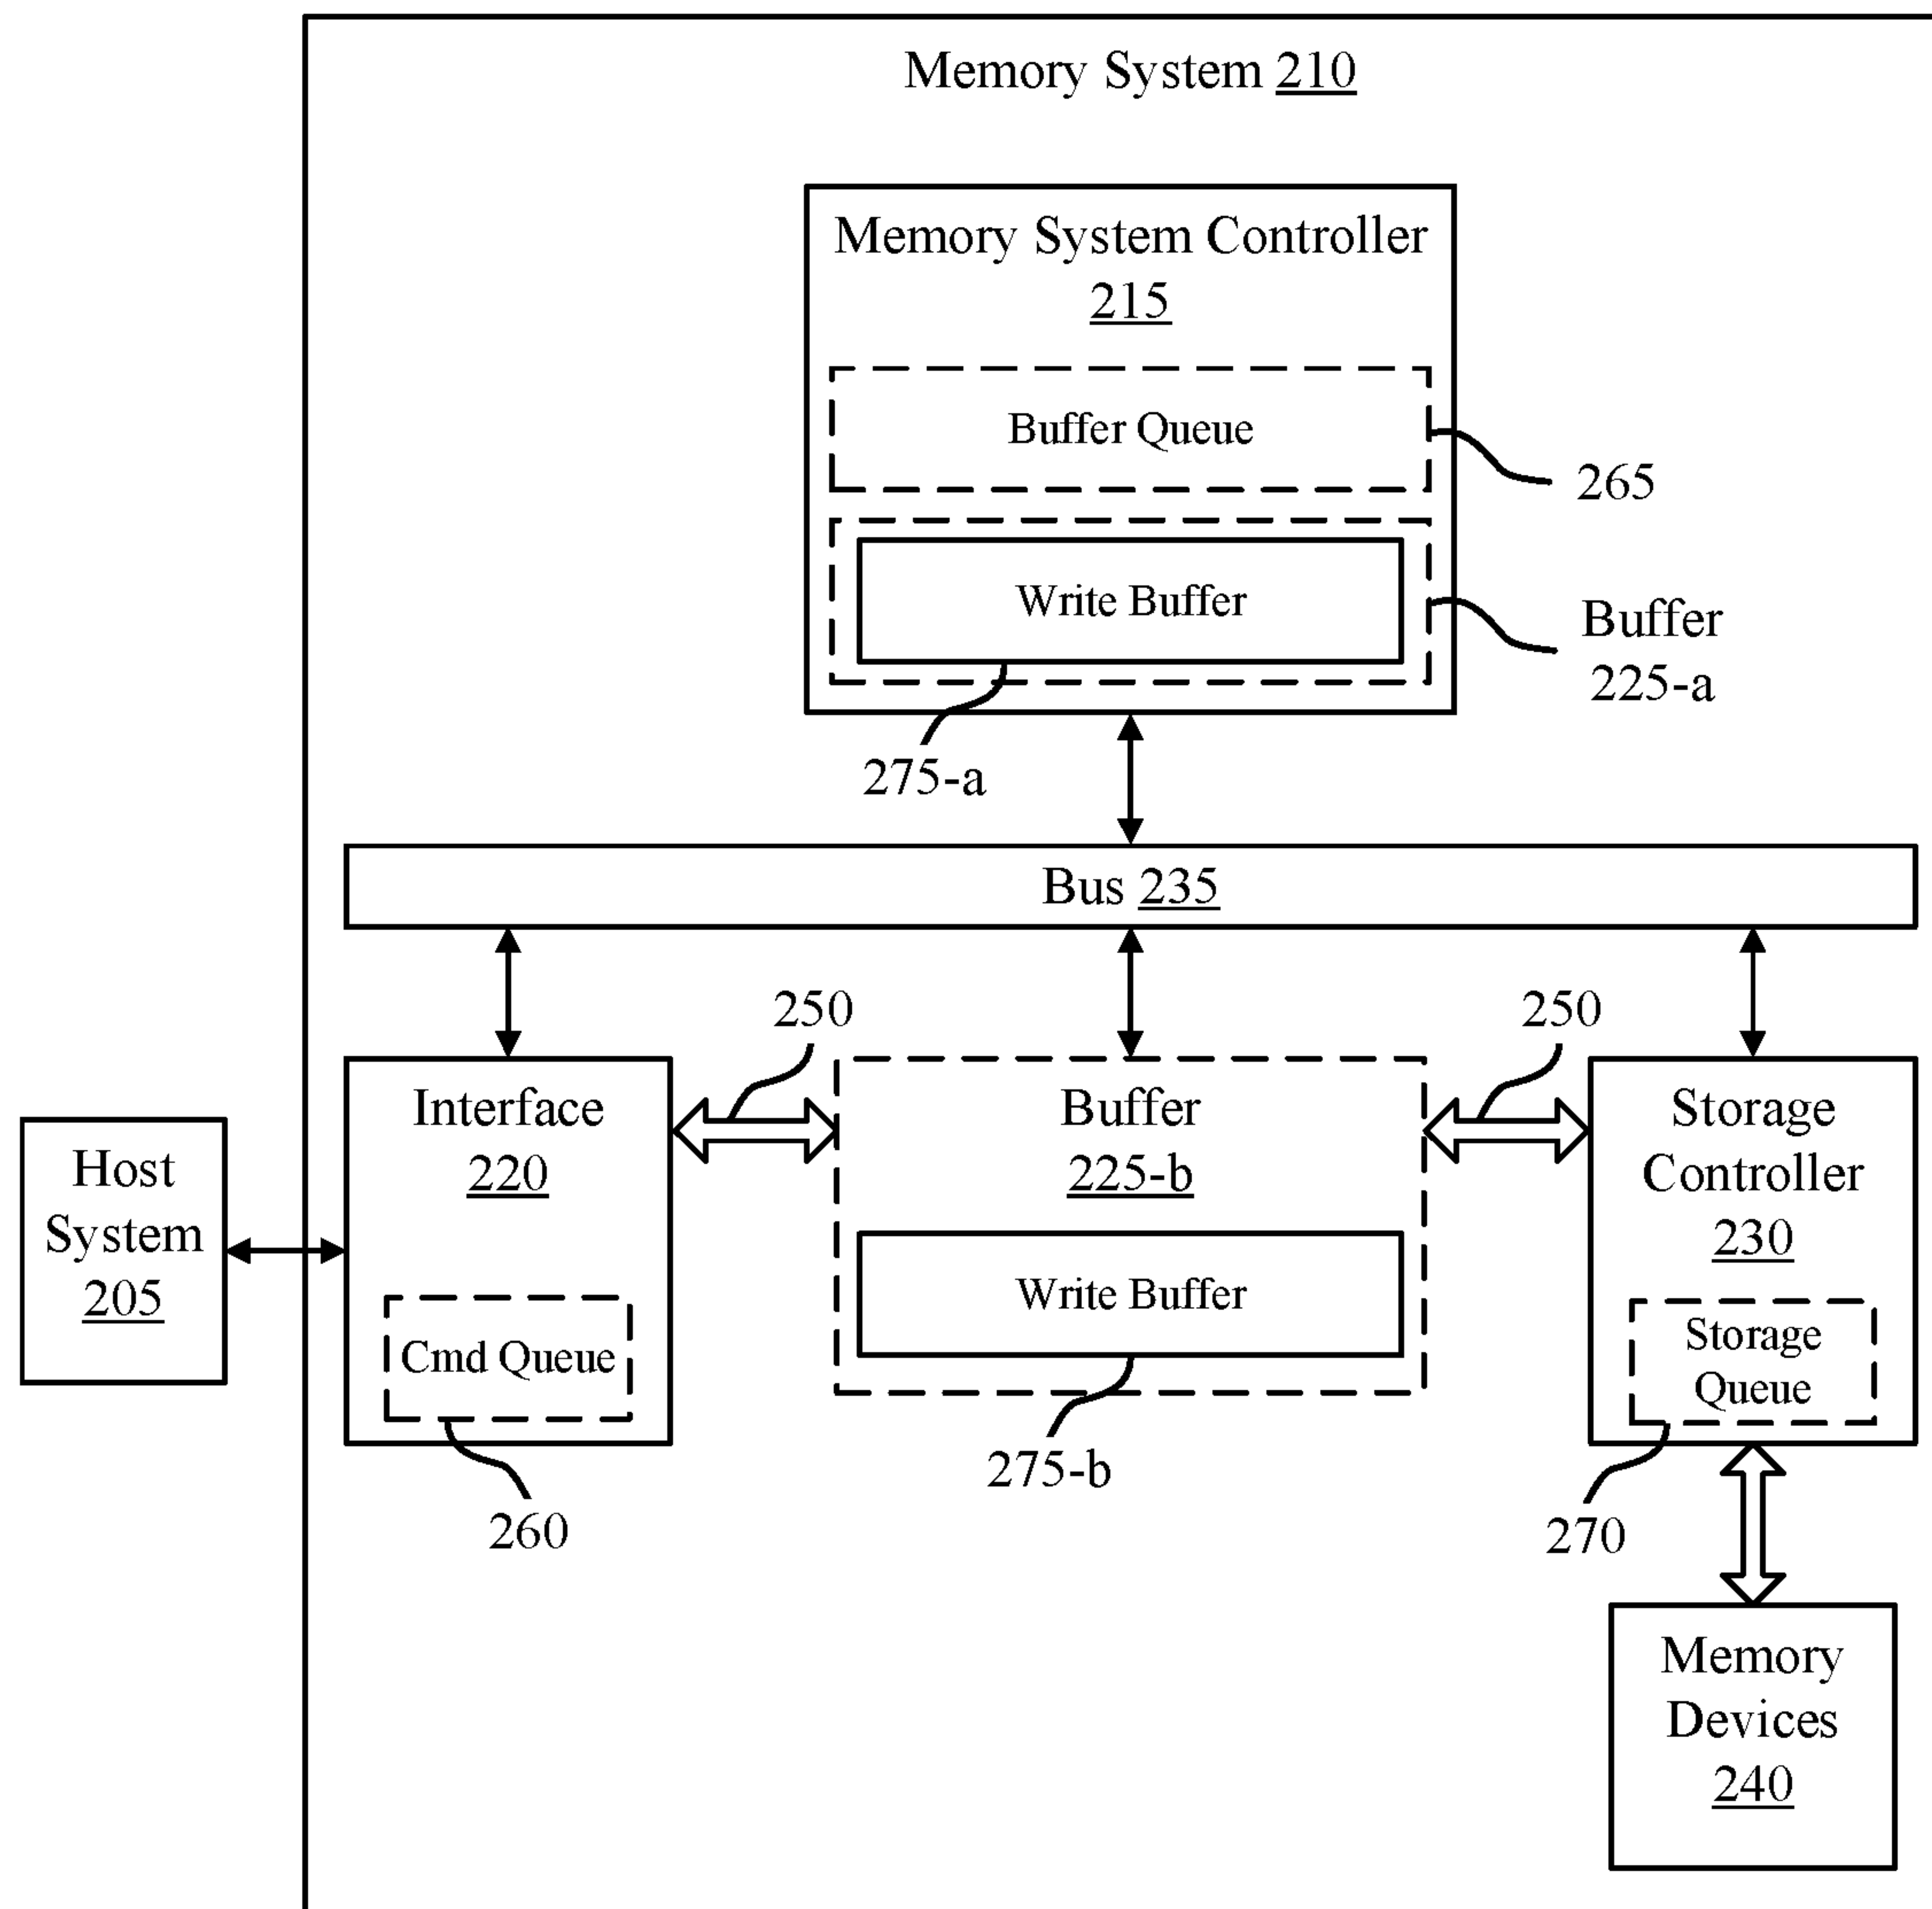 Memory System 210
Memory System Controller
215
Buffer Queue
265
Write Buffer
Buffer
225-a
275-a
Bus 235
250
250
Interface
220
Cmd Queue
260
Host
System
205
Buffer
225-b
Write Buffer
275-b
Storage
Controller
230
Storage
Queue
270
Memory
Devices
240